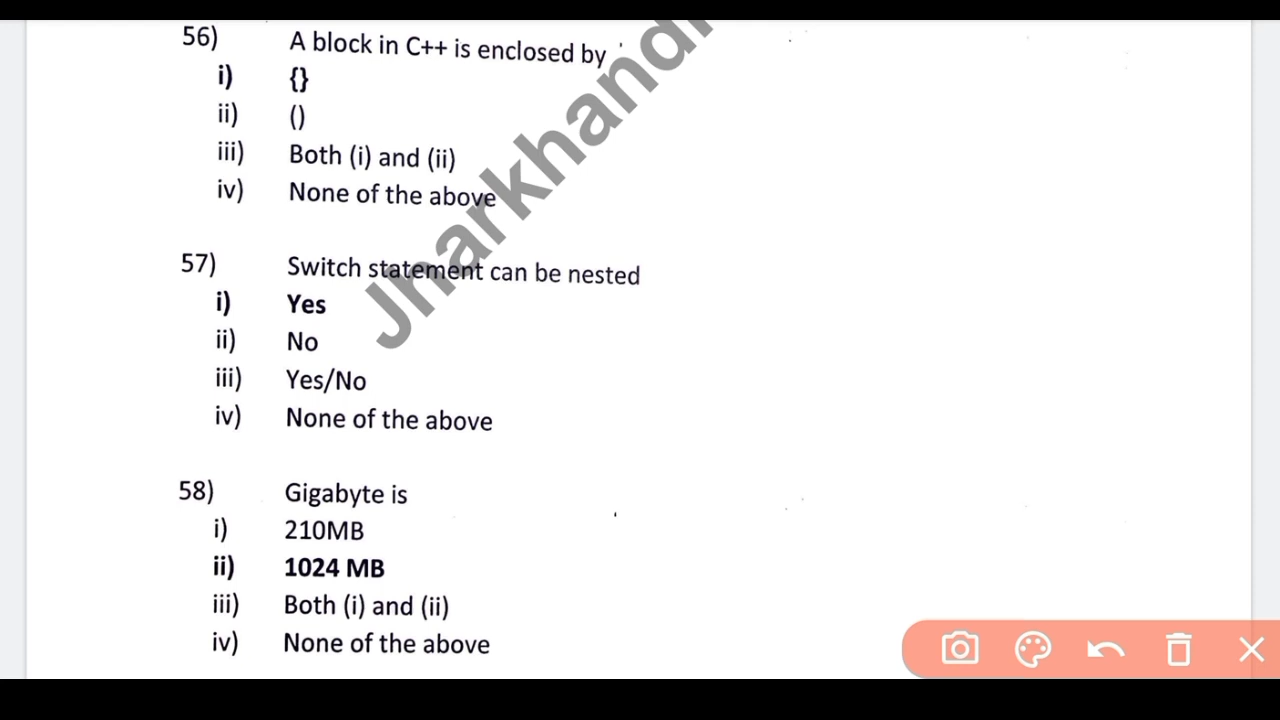 56) A block in C++ is enclosed by
i) {}
ii) ()
iii) Both (i) and (ii)
iv) None of the above
57) Switch statement can be nested
i) Yes
ii) No
iii) Yes/No
iv) None of the above
58) Gigabyte is
i) 210MB
ii) 1024 MB
iii) Both (i) and (ii)
iv) None of the above